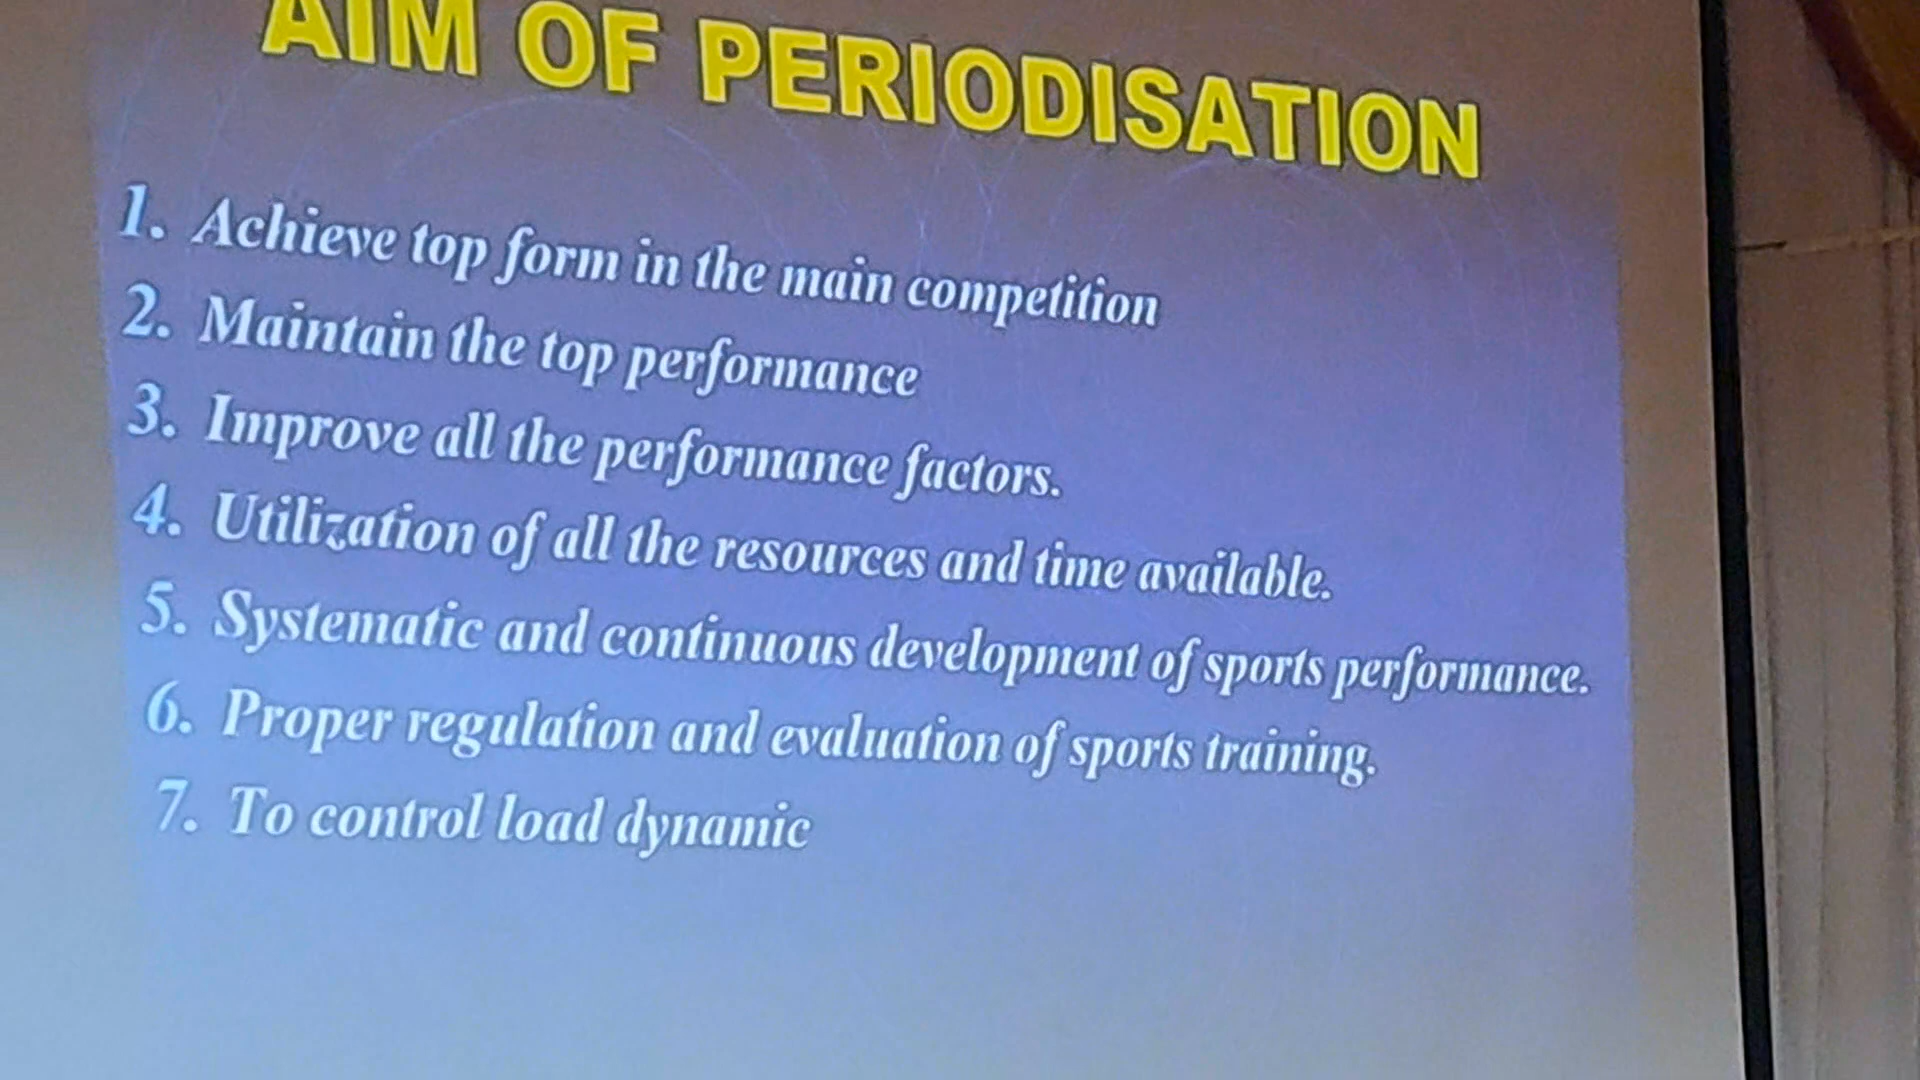 AIM OF PERIODISATION
1. Achieve top form in the main competition
2. Maintain the top performance
3. Improve all the performance factors.
4. Utilization of all the resources and time available.
5. Systematic and continuous development of sports performance.
6. Proper regulation and evaluation of sports training.
7. To control load dynamic